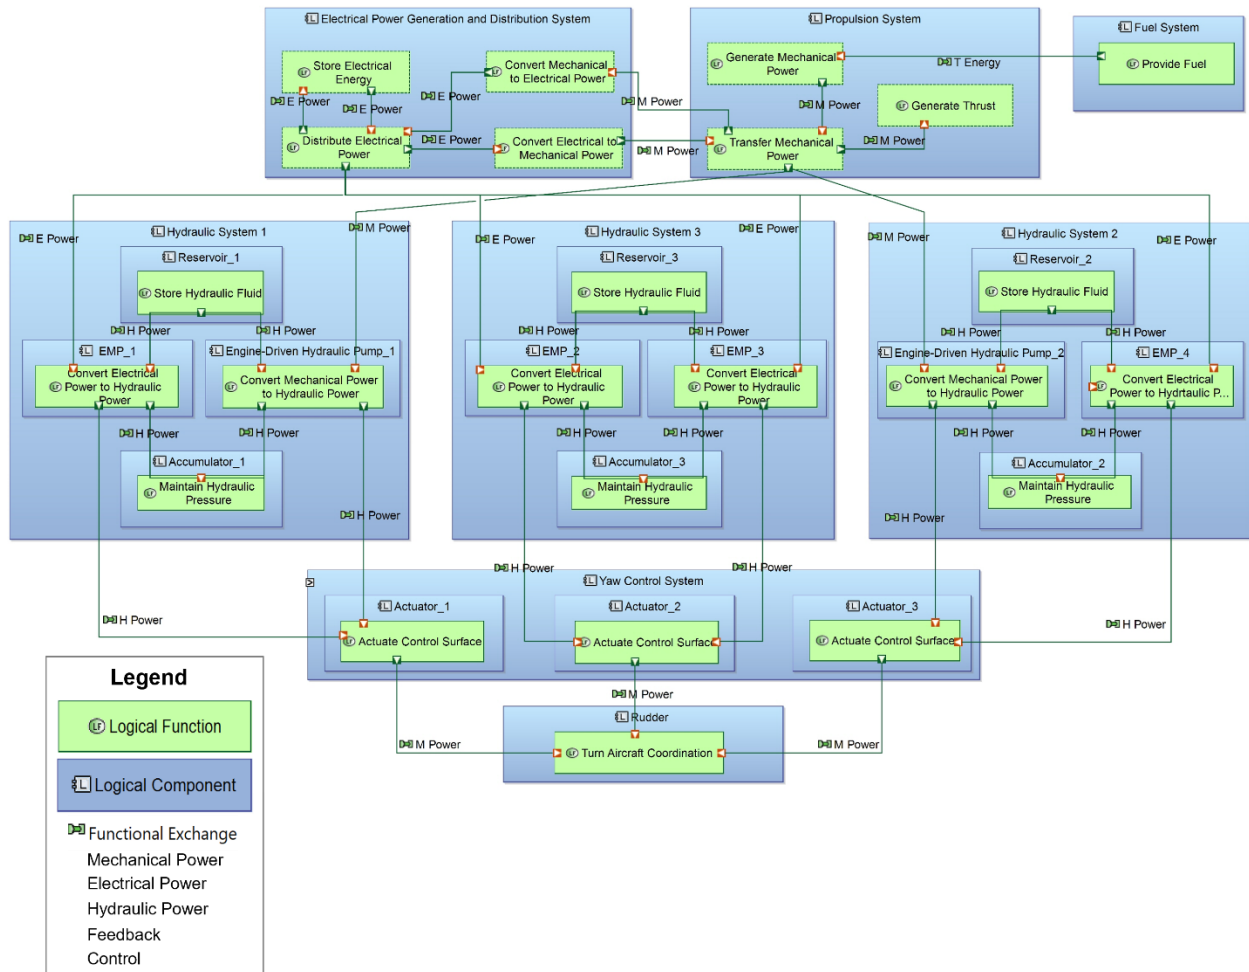 Electrical Power Generation and Distribution System
Propulsion System
Fuel System
Store Electrical
Energy
Convert Mechanical
to Electrical Power
Generate Mechanical
Power
Provide Fuel
T Energy
E Power
E Power
E Power
M Power
M Power
Generate Thrust
Distribute Electrical
Power
E Power
Convert Electrical to
Mechanical Power
M Power
Transfer Mechanical
Power
M Power
Hydraulic System 1
E Power
M Power
Reservoir_1
Store Hydraulic Fluid
H Power
H Power
EMP_1
Convert Electrical
Power to Hydraulic
Power
Engine-Driven Hydraulic Pump_1
Convert Mechanical Power
to Hydraulic Power
H Power
H Power
Accumulator_1
Maintain Hydraulic
Pressure
H Power
Hydraulic System 3
E Power
E Power
Reservoir_3
Store Hydraulic Fluid
H Power
H Power
EMP_2
Convert Electrical
Power to Hydraulic
Power
EMP_3
Convert Electrical
Power to Hydraulic
Power
H Power
H Power
Accumulator_3
Maintain Hydraulic
Pressure
Hydraulic System 2
M Power
E Power
Reservoir_2
Store Hydraulic Fluid
H Power
H Power
Engine-Driven Hydraulic Pump_2
Convert Mechanical Power
to Hydraulic Power
EMP_4
Convert Electrical
Power to Hydrtaulic P...
H Power
H Power
Accumulator_2
Maintain Hydraulic
Pressure
H Power
H Power
H Power
Yaw Control System
H Power
Actuator_1
Actuate Control Surface
Actuator_2
Actuate Control Surface
Actuator_3
Actuate Control Surface
H Power
M Power
Rudder
M Power
Turn Aircraft Coordination
M Power
Legend
Logical Function
Logical Component
Functional Exchange
Mechanical Power
Electrical Power
Hydraulic Power
Feedback
Control